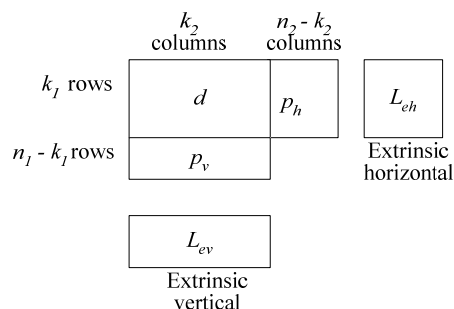 k₂ columns
n₂ - k₂ columns
k₁ rows
d
pₕ
Lₑₕ
Extrinsic horizontal
n₁ - k₁ rows
pᵥ
Lₑᵥ
Extrinsic vertical